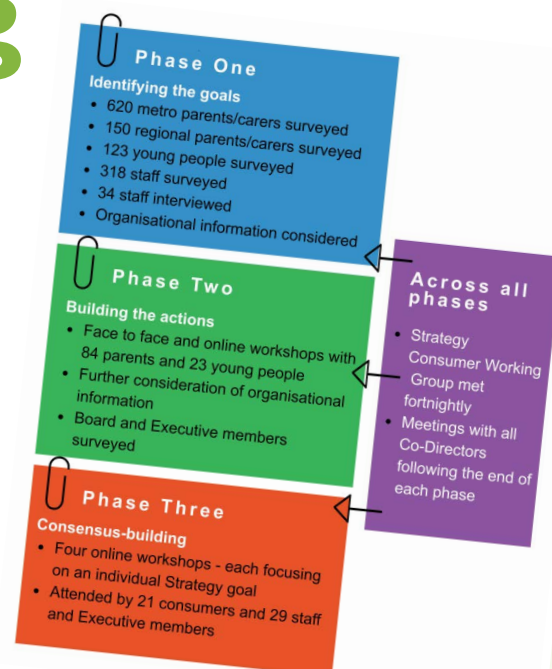 Phase One
Identifying the goals
• 620 metro parents/carers surveyed
• 150 regional parents/carers surveyed
• 123 young people surveyed
• 318 staff surveyed
• 34 staff interviewed
• Organisational information considered
Phase Two
Building the actions
• Face to face and online workshops with
84 parents and 23 young people
• Further consideration of organisational
information
• Board and Executive members
surveyed
Phase Three
Consensus-building
• Four online workshops - each focusing
on an individual Strategy goal
• Attended by 21 consumers and 29 staff
and Executive members
Across all
phases
• Strategy
Consumer Working
Group met
fortnightly
• Meetings with all
Co-Directors
following the end of
each phase